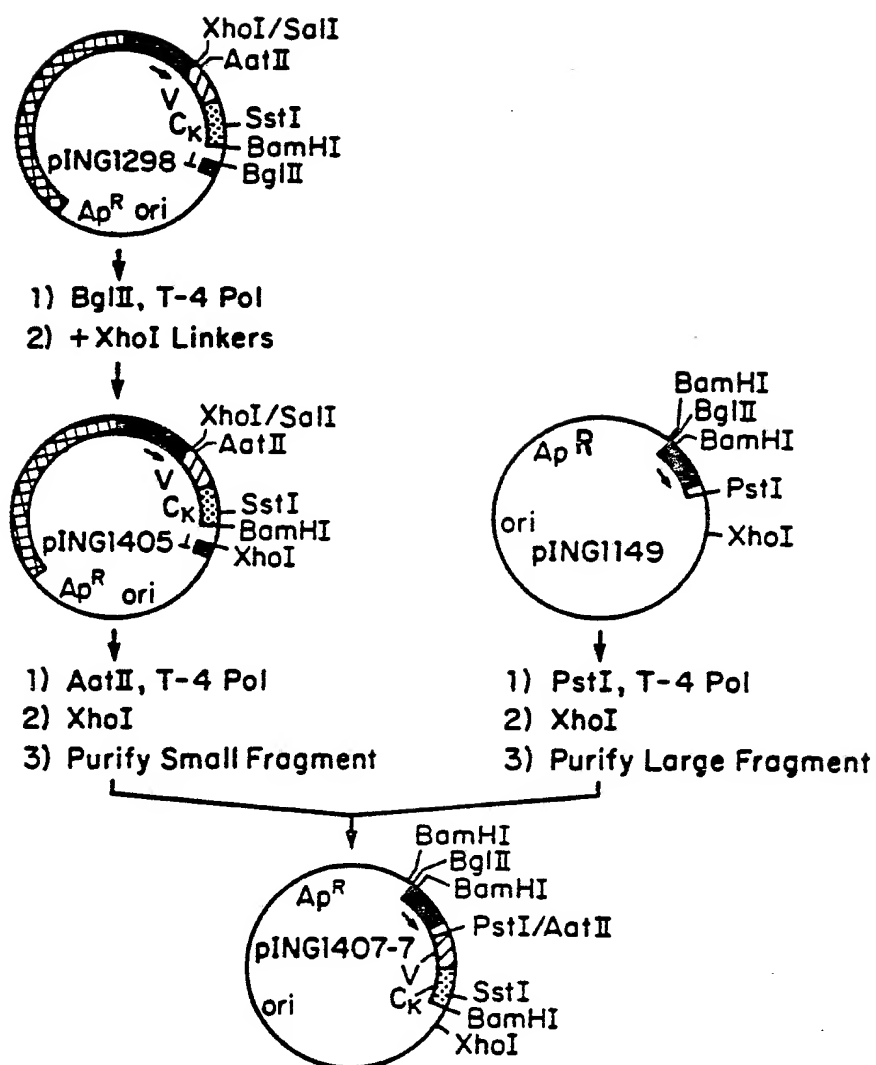 XhoI/SalI
AatII
V
Cκ
SstI
BamHI
pING1298
BglII
Apᴿ ori
1) BglII, T-4 Pol
2) +XhoI Linkers
XhoI/SalI
AatII
V
Cκ
SstI
BamHI
pING1405
XhoI
Apᴿ ori
BamHI
BglII
BamHI
Apᴿ
PstI
ori
XhoI
pING1149
1) AatII, T-4 Pol
2) XhoI
3) Purify Small Fragment
1) PstI, T-4 Pol
2) XhoI
3) Purify Large Fragment
BamHI
BglII
BamHI
Apᴿ
PstI/AatII
pING1407-7
V
Cκ
SstI
ori
BamHI
XhoI